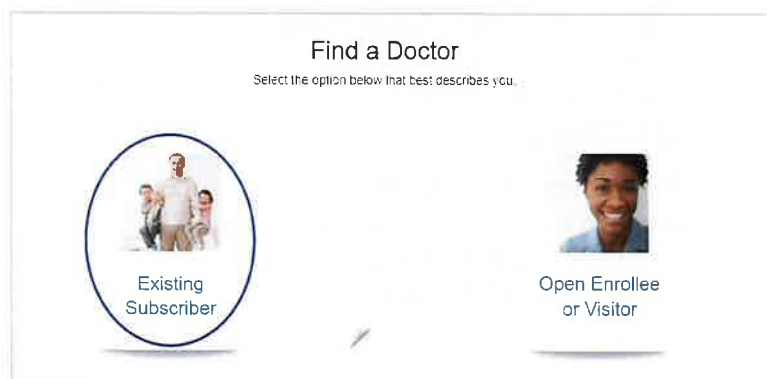 Find a Doctor
Select the option below that best describes you.
Existing
Subscriber
Open Enrollee
or Visitor